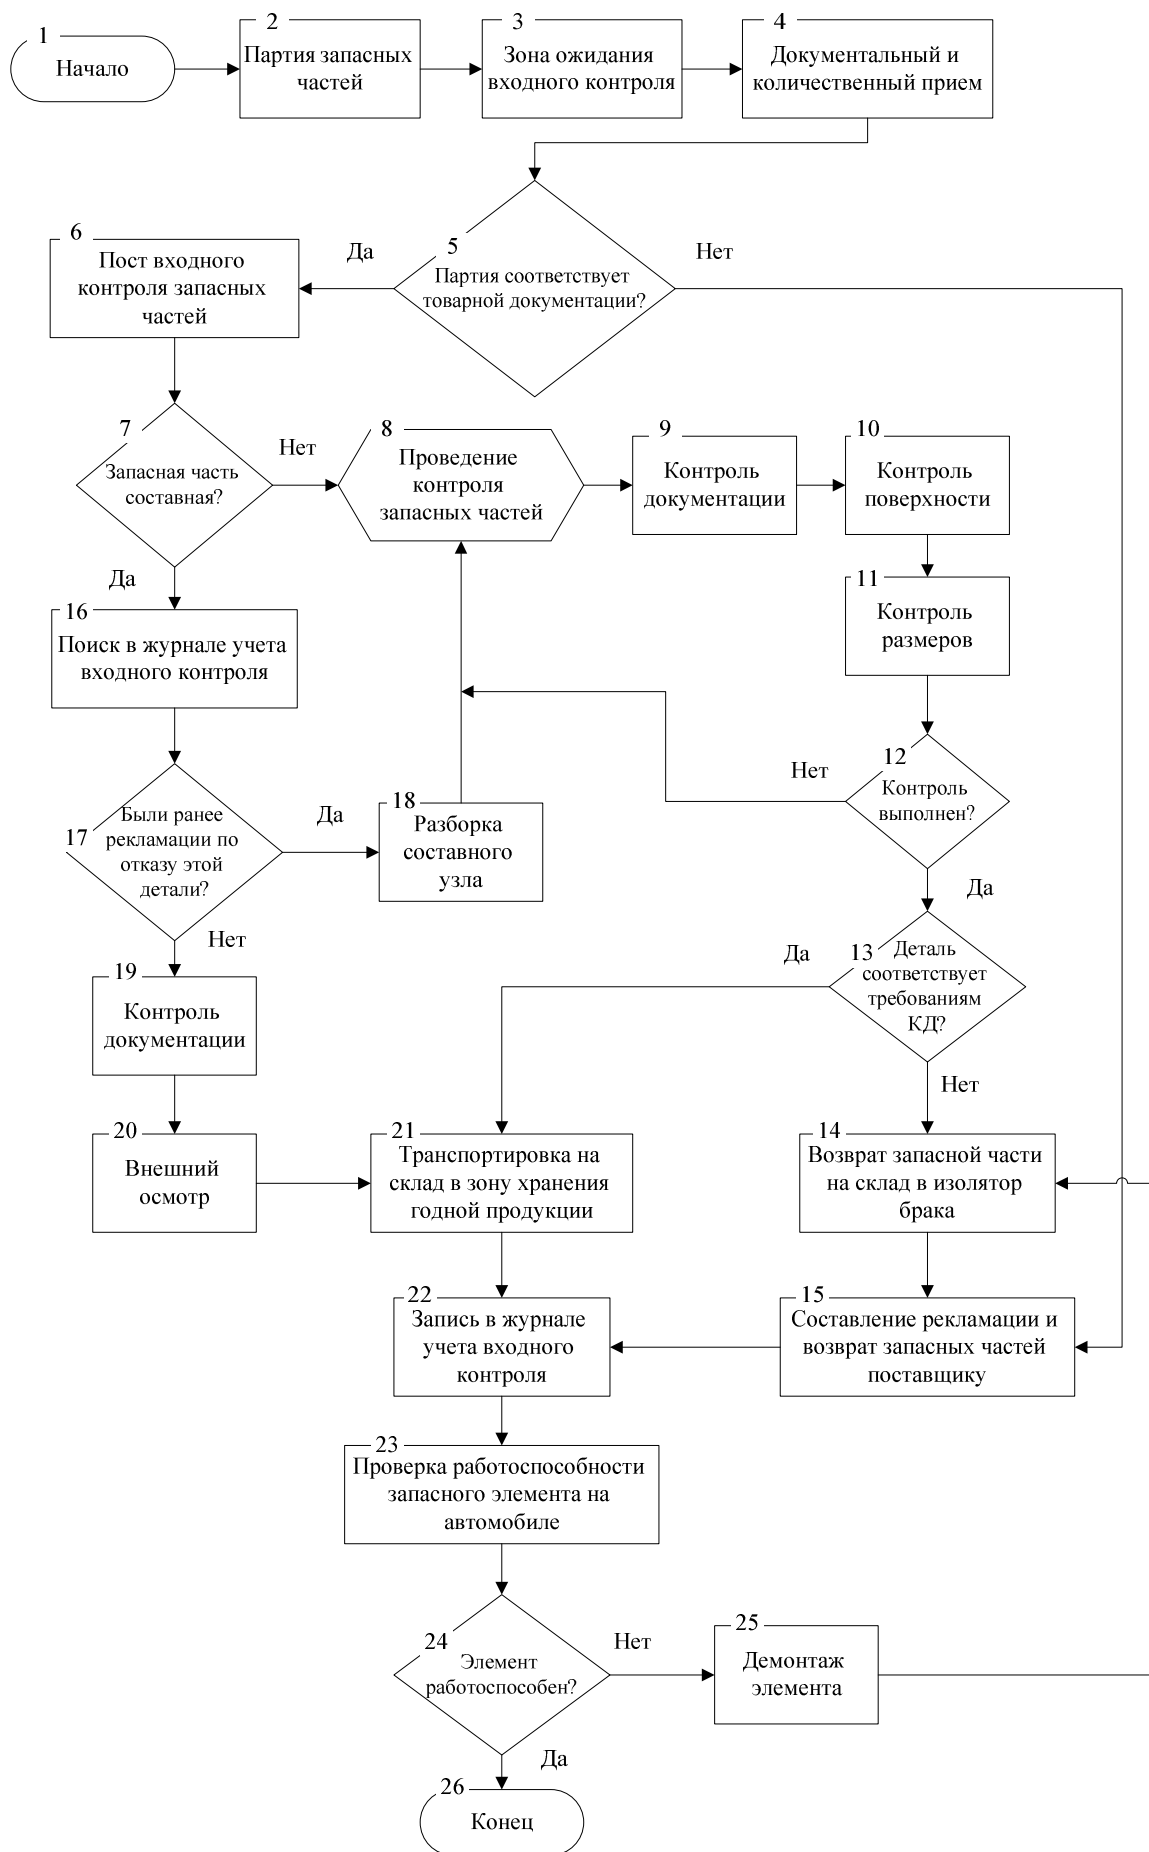 1
Начало
2
Партия запасных
частей
3
Зона ожидания
входного контроля
4
Документальный и
количественный прием
5
Партия соответствует
товарной документации?
Да
Нет
6
Пост входного
контроля запасных
частей
7
Запасная часть
составная?
Нет
Да
8
Проведение
контроля
запасных частей
9
Контроль
документации
10
Контроль
поверхности
11
Контроль
размеров
12
Контроль
выполнен?
Нет
Да
13
Деталь
соответствует
требованиям
КД?
Да
Нет
14
Возврат запасной части
на склад в изолятор
брака
15
Составление рекламации и
возврат запасных частей
поставщику
16
Поиск в журнале учета
входного контроля
17
Были ранее
рекламации по
отказу этой
детали?
Да
Нет
18
Разборка
составного
узла
19
Контроль
документации
20
Внешний
осмотр
21
Транспортировка на
склад в зону хранения
годной продукции
22
Запись в журнале
учета входного
контроля
23
Проверка работоспособности
запасного элемента на
автомобиле
24
Элемент
работоспособен?
Нет
Да
25
Демонтаж
элемента
26
Конец